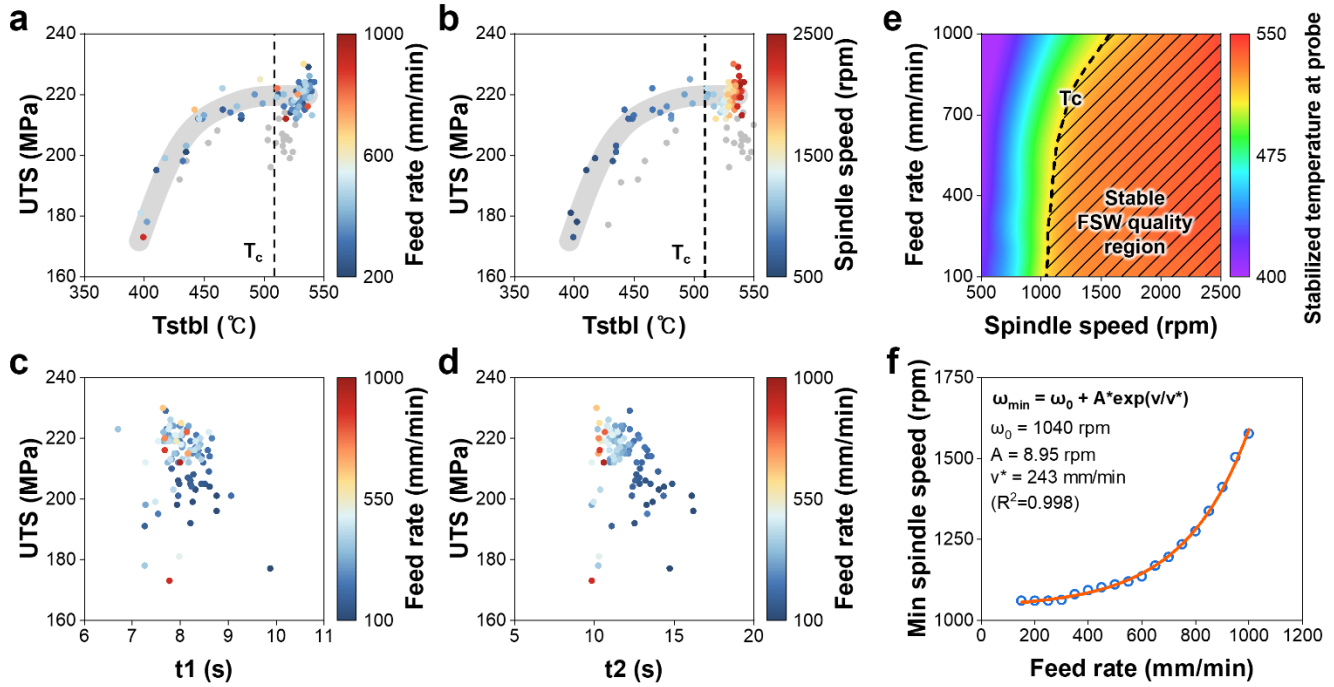 a
240
220
200
180
160
UTS (MPa)
350
400
450
500
550
Tstbl (℃)
Tc
1000
600
200
Feed rate (mm/min)
b
240
220
200
180
160
UTS (MPa)
350
400
450
500
550
Tstbl (℃)
Tc
2500
1500
500
Spindle speed (rpm)
e
1000
700
400
100
Feed rate (mm/min)
500
1000
1500
2000
2500
Spindle speed (rpm)
Tc
Stable
FSW quality
region
550
475
400
Stabilized temperature at probe
c
240
220
200
180
160
UTS (MPa)
6
7
8
9
10
11
t1 (s)
1000
550
100
Feed rate (mm/min)
d
240
220
200
180
160
UTS (MPa)
5
10
15
20
t2 (s)
1000
550
100
Feed rate (mm/min)
f
1750
1500
1250
1000
Min spindle speed (rpm)
ωmin = ω0 + A*exp(v/v*)
ω0 = 1040 rpm
A = 8.95 rpm
v* = 243 mm/min
(R²=0.998)
0
200
400
600
800
1000
1200
Feed rate (mm/min)